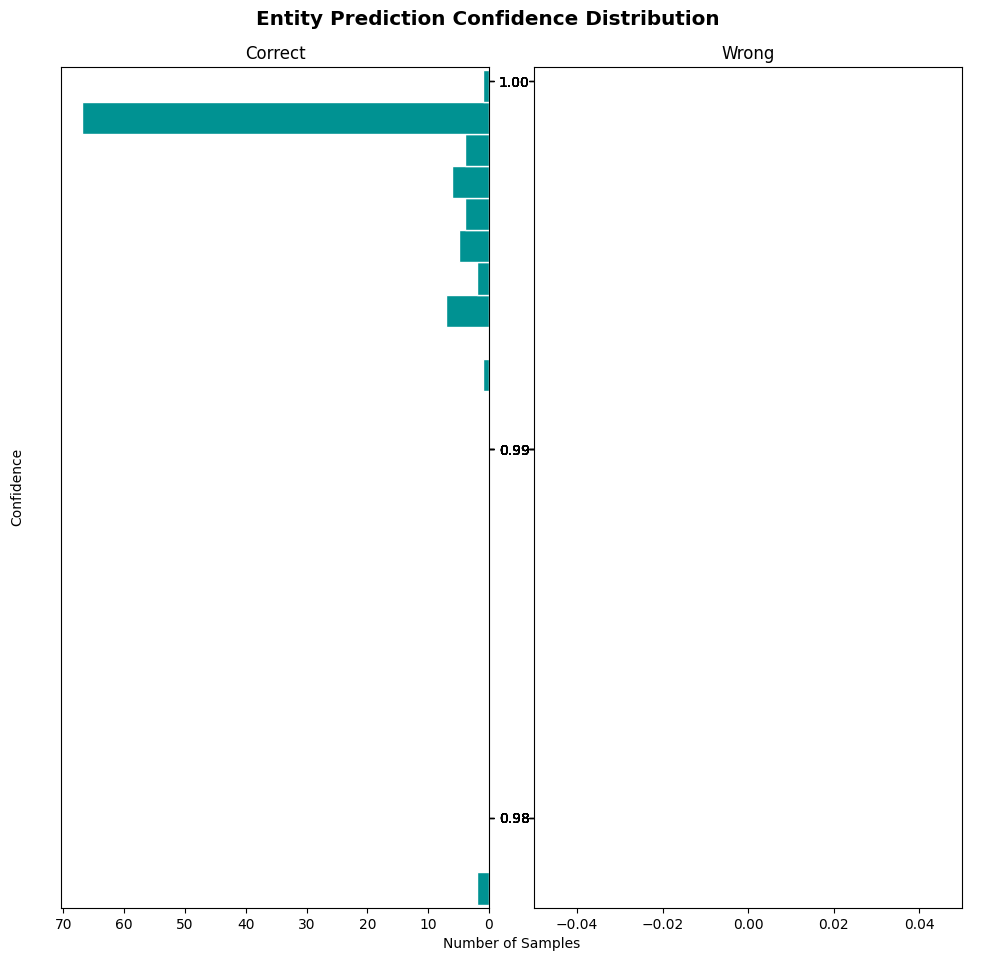 Entity Prediction Confidence Distribution
Correct
Wrong
1.00
0.99
0.98
Confidence
70 60 50 40 30 20 10 0
−0.04 −0.02 0.00 0.02 0.04
Number of Samples